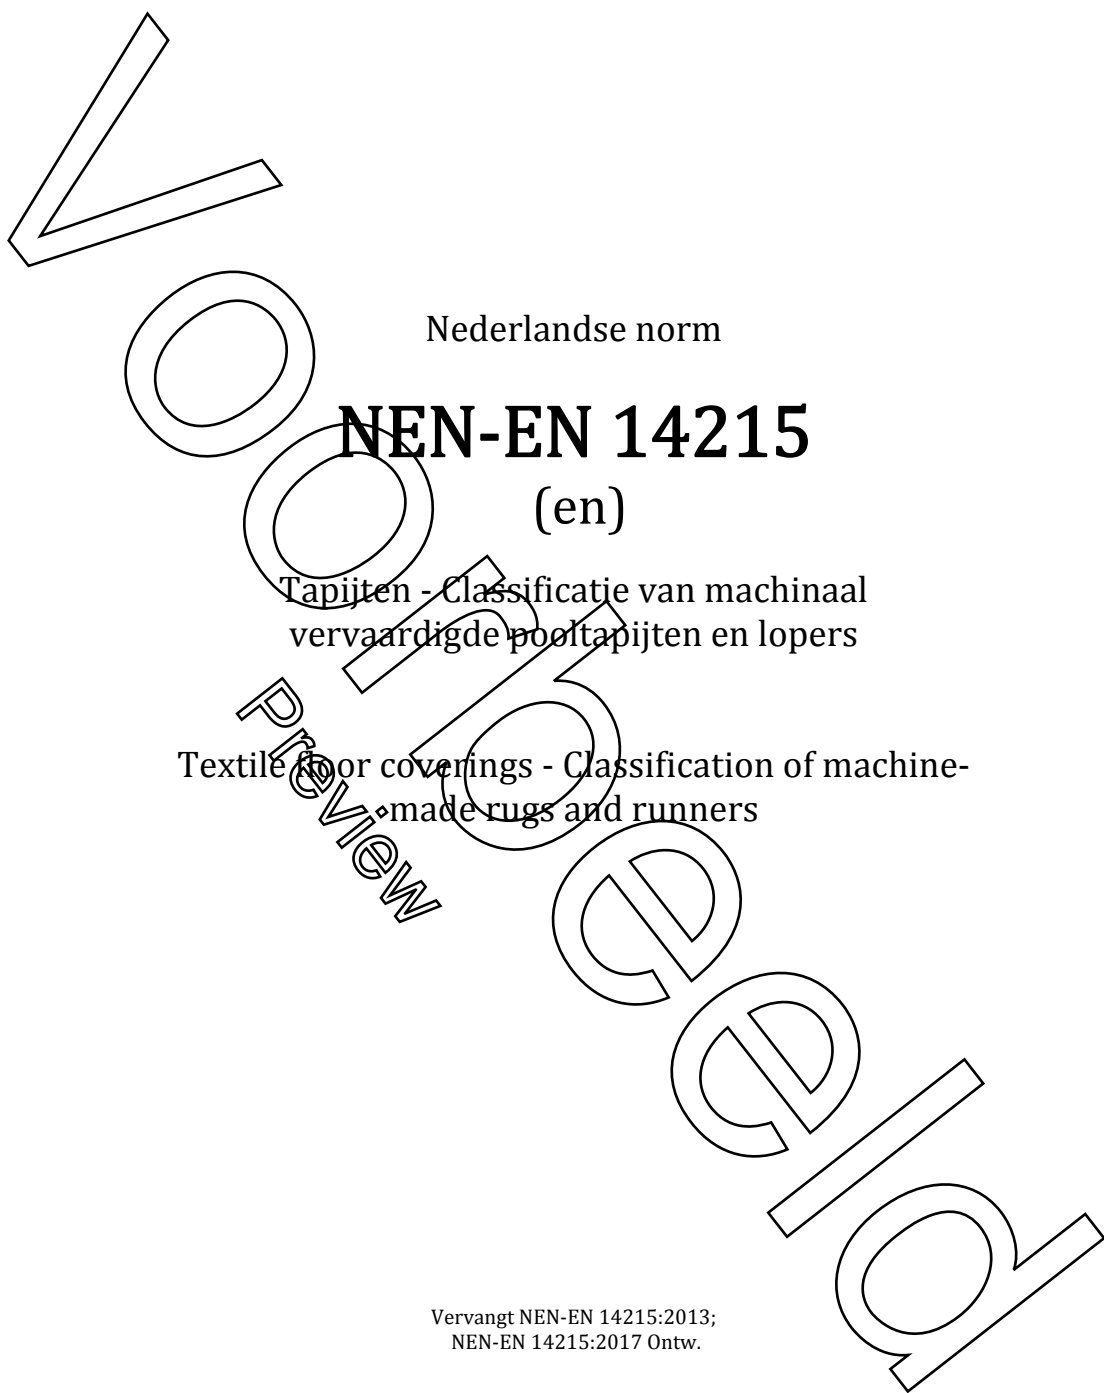 Nederlandse norm
NEN-EN 14215
(en)
Tapijten - Classificatie van machinaal
vervaardigde pooltapijten en lopers
Textile floor coverings - Classification of machine-
made rugs and runners
Vervangt NEN-EN 14215:2013;
NEN-EN 14215:2017 Ontw.
Voorbeeld
Preview